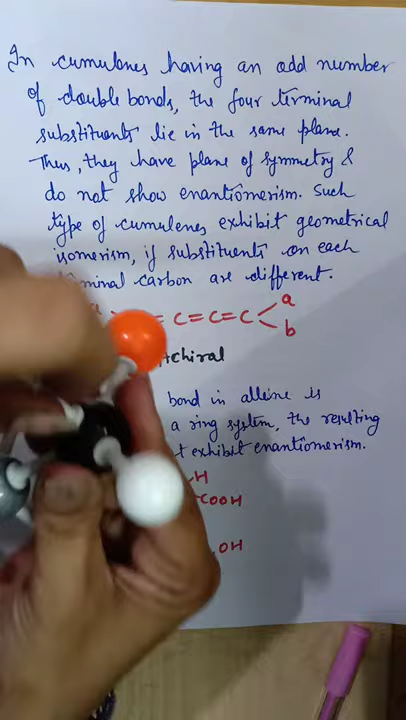 In cumulenes having an odd number
of double bonds, the four terminal
substituents lie in the same plane.
Thus, they have plane of symmetry &
do not show enantiomerism. Such
type of cumulenes exhibit geometrical
isomerism, if substituents on each
terminal carbon are different.
= C = C = C a
b
Achiral
bond in allene is
a ring system, the resulting
exhibit enantiomerism.
H
COOH
OH